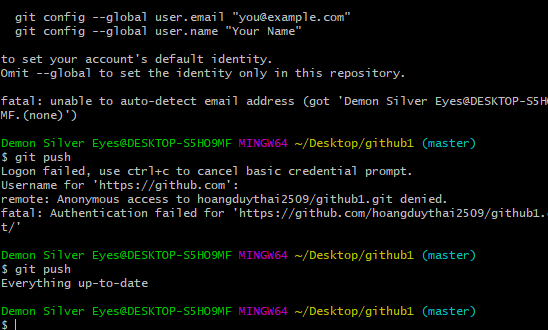 git config --global user.email "you@example.com"
git config --global user.name "Your Name"
to set your account's default identity.
Omit --global to set the identity only in this repository.
fatal: unable to auto-detect email address (got 'Demon Silver Eyes@DESKTOP-S5HO9
MF.(none)')
Demon Silver Eyes@DESKTOP-S5HO9MF MINGW64 ~/Desktop/github1 (master)
$ git push
Logon failed, use ctrl+c to cancel basic credential prompt.
Username for 'https://github.com':
remote: Anonymous access to hoangduythai2509/github1.git denied.
fatal: Authentication failed for 'https://github.com/hoangduythai2509/github1.
t/'
Demon Silver Eyes@DESKTOP-S5HO9MF MINGW64 ~/Desktop/github1 (master)
$ git push
Everything up-to-date
Demon Silver Eyes@DESKTOP-S5HO9MF MINGW64 ~/Desktop/github1 (master)
$